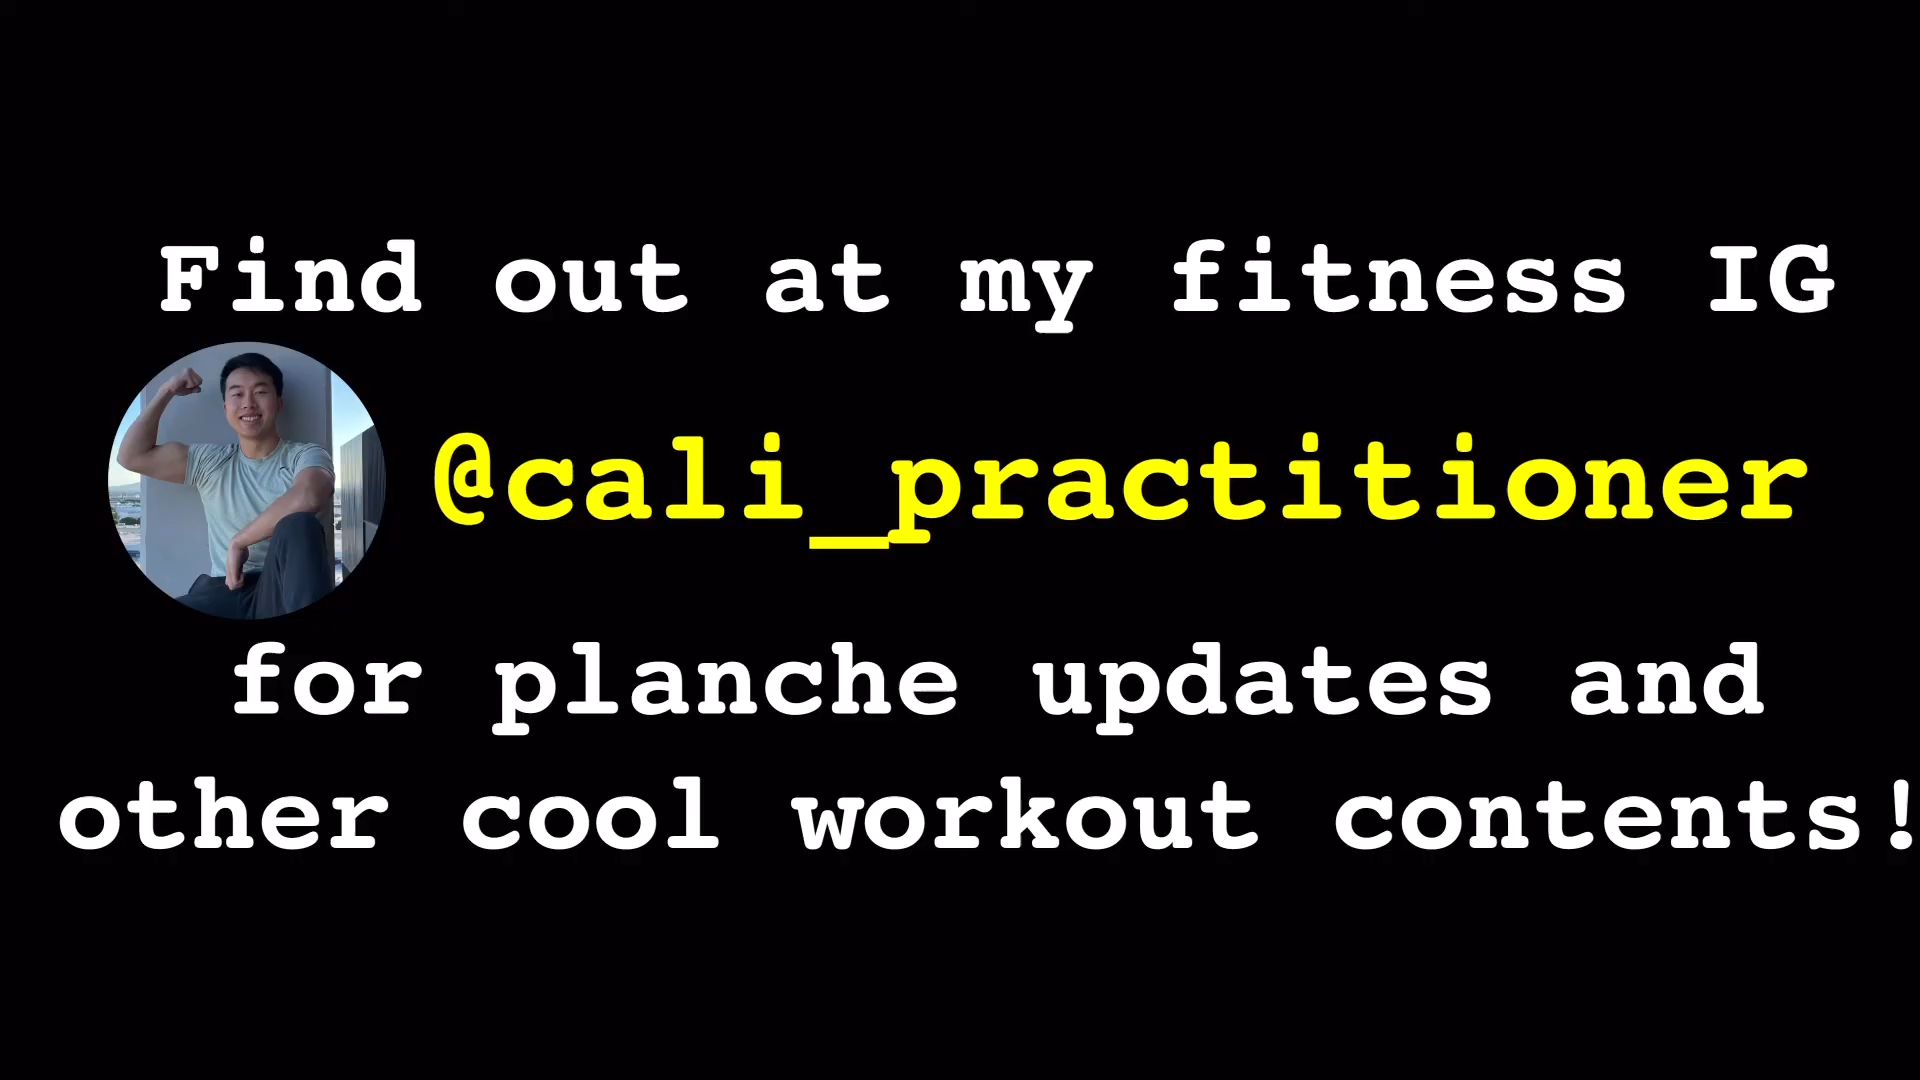 Find out at my fitness IG
@cali_practitioner
for planche updates and
other cool workout contents!